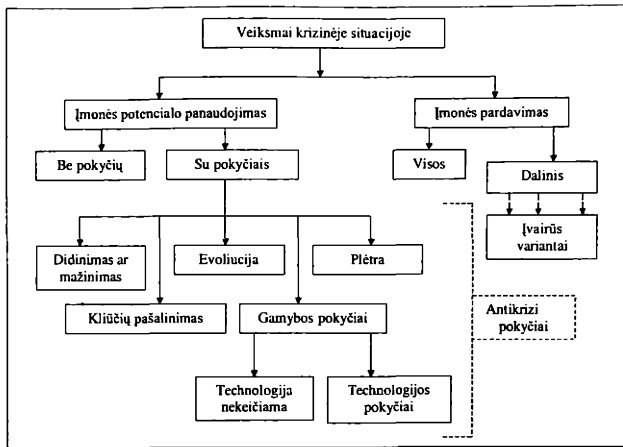 Veiksmai krizinėje situacijoje
Įmonės potencialo panaudojimas
Įmonės pardavimas
Be pokyčių
Su pokyčiais
Visos
Dalinis
Įvairūs
variantai
Didinimas ar
mažinimas
Evoliucija
Plėtra
Kliūčių pašalinimas
Gamybos pokyčiai
Antikrizi
pokyčiai
Technologija
nekeičiama
Technologijos
pokyčiai